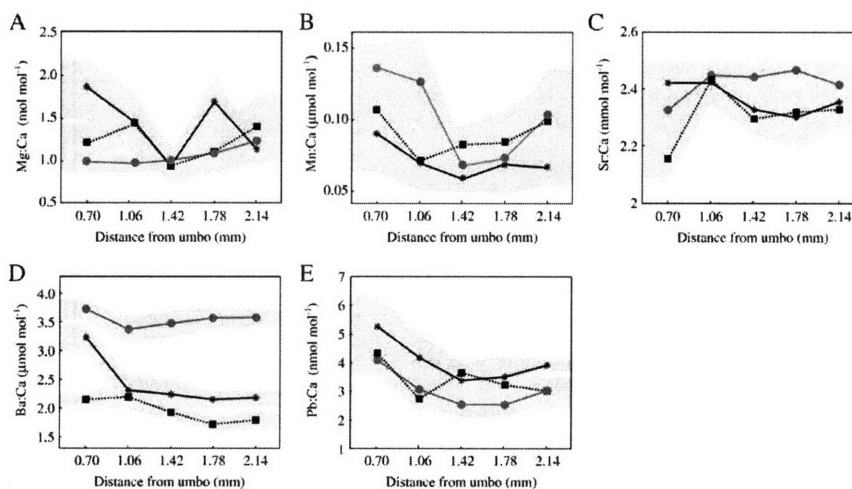 A
B
C
Mg:Ca (mol mol⁻¹)
2.5
2.0
1.5
1.0
0.5
0.70 1.06 1.42 1.78 2.14
Distance from umbo (mm)
Mn:Ca (μmol mol⁻¹)
0.15
0.10
0.05
0.70 1.06 1.42 1.78 2.14
Distance from umbo (mm)
Sr:Ca (mmol mol⁻¹)
2.6
2.4
2.2
2
0.70 1.06 1.42 1.78 2.14
Distance from umbo (mm)
D
E
Ba:Ca (μmol mol⁻¹)
4.0
3.5
3.0
2.5
2.0
1.5
0.70 1.06 1.42 1.78 2.14
Distance from umbo (mm)
Pb:Ca (nmol mol⁻¹)
7
6
5
4
3
2
1
0.70 1.06 1.42 1.78 2.14
Distance from umbo (mm)